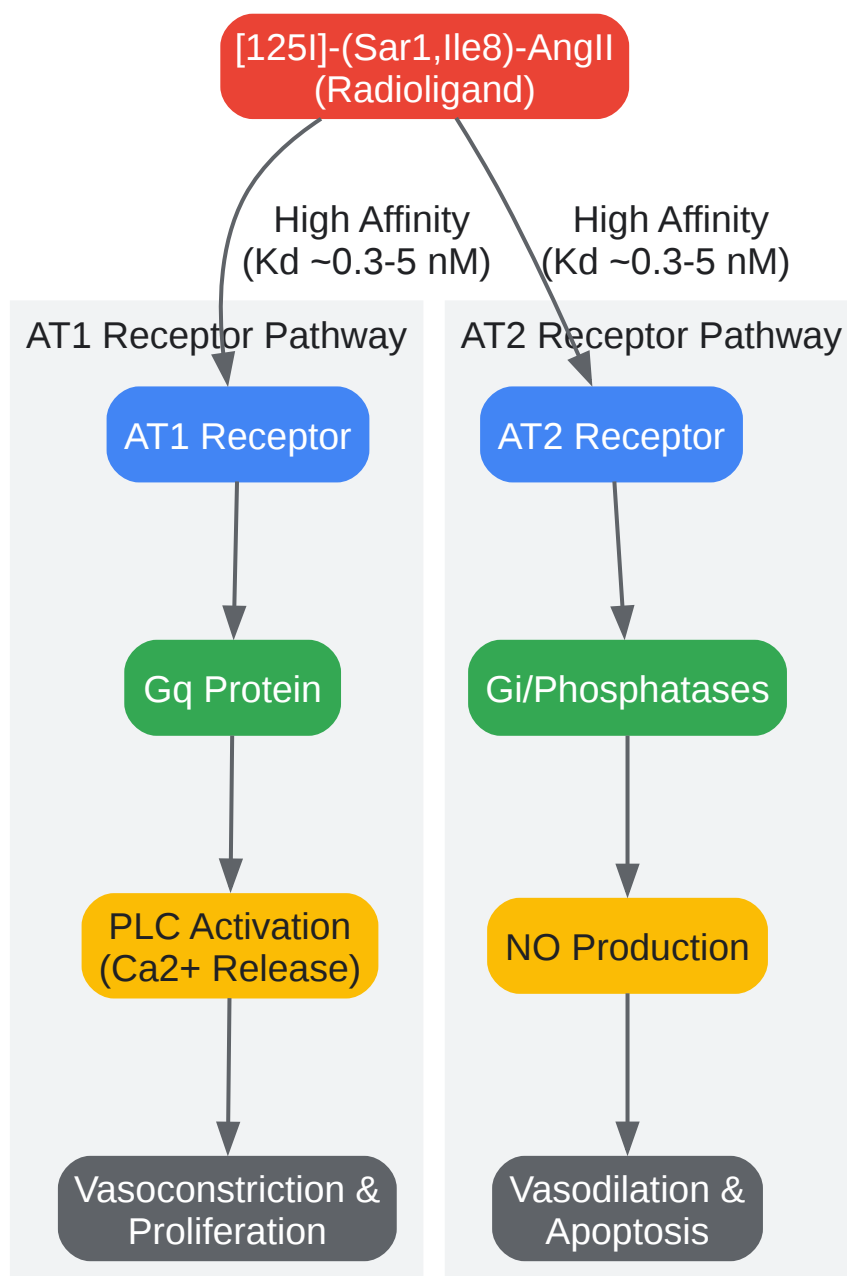 [125I]-(Sar1,Ile8)-AngII
(Radioligand)
High Affinity
(Kd ~0.3-5 nM)
High Affinity
(Kd ~0.3-5 nM)
AT1 Receptor Pathway
AT1 Receptor
Gq Protein
PLC Activation
(Ca2+ Release)
Vasoconstriction &
Proliferation
AT2 Receptor Pathway
AT2 Receptor
Gi/Phosphatases
NO Production
Vasodilation &
Apoptosis